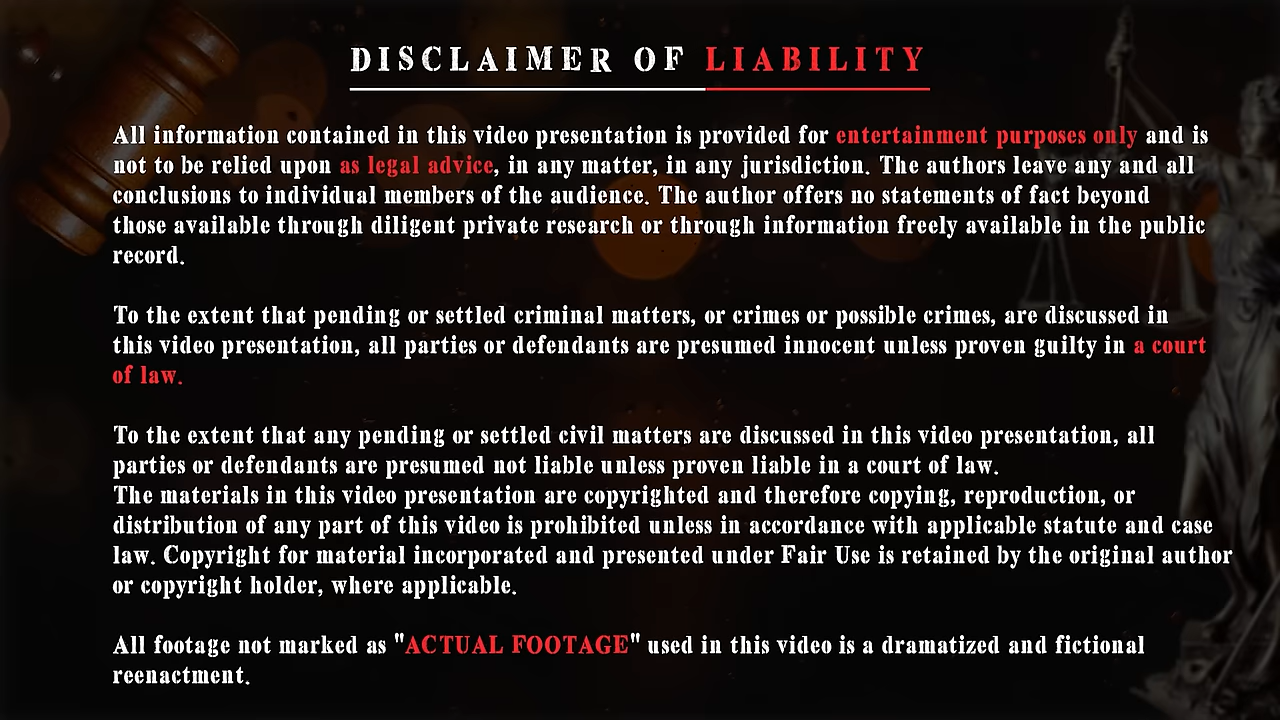 DISCLAIMER OF LIABILITY
All information contained in this video presentation is provided for entertainment purposes only and is
not to be relied upon as legal advice, in any matter, in any jurisdiction. The authors leave any and all
conclusions to individual members of the audience. The author offers no statements of fact beyond
those available through diligent private research or through information freely available in the public
record.
To the extent that pending or settled criminal matters, or crimes or possible crimes, are discussed in
this video presentation, all parties or defendants are presumed innocent unless proven guilty in a court
of law.
To the extent that any pending or settled civil matters are discussed in this video presentation, all
parties or defendants are presumed not liable unless proven liable in a court of law.
The materials in this video presentation are copyrighted and therefore copying, reproduction, or
distribution of any part of this video is prohibited unless in accordance with applicable statute and case
law. Copyright for material incorporated and presented under Fair Use is retained by the original author
or copyright holder, where applicable.
All footage not marked as "ACTUAL FOOTAGE" used in this video is a dramatized and fictional
reenactment.